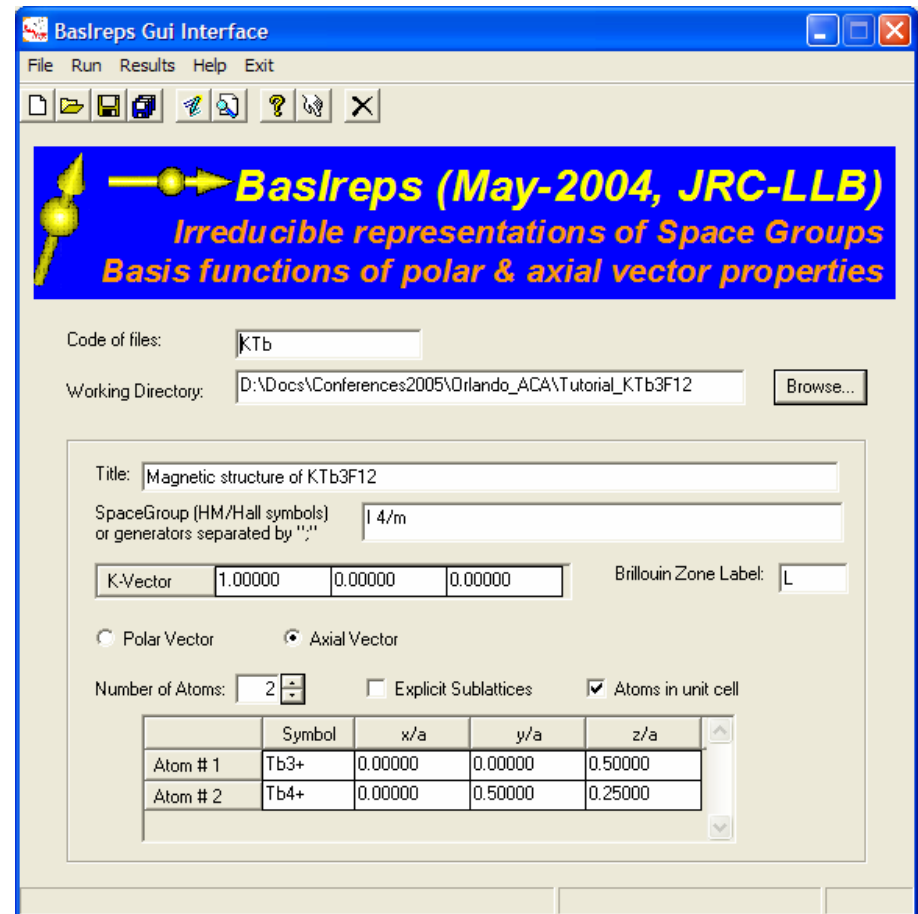 BasIreps Gui Interface
File Run Results Help Exit
BasIreps (May-2004, JRC-LLB)
Irreducible representations of Space Groups
Basis functions of polar & axial vector properties
Code of files: KTb
Working Directory: D:\Docs\Conferences2005\Orlando_ACA\Tutorial_KTb3F12 Browse...
Title: Magnetic structure of KTb3F12
SpaceGroup (HM/Hall symbols) I 4/m
or generators separated by ";"
K-Vector 1.00000 0.00000 0.00000 Brillouin Zone Label: L
Polar Vector Axial Vector
Number of Atoms: 2 Explicit Sublattices Atoms in unit cell
Symbol x/a y/a z/a
Atom # 1 Tb3+ 0.00000 0.00000 0.50000
Atom # 2 Tb4+ 0.00000 0.50000 0.25000